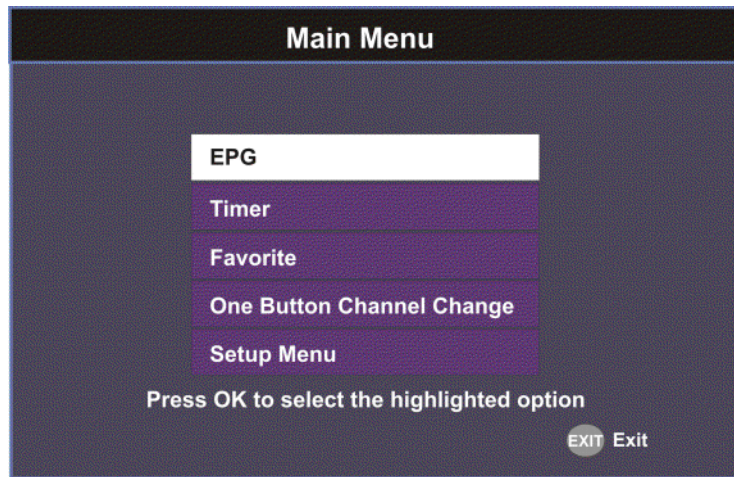 Main Menu
EPG
Timer
Favorite
One Button Channel Change
Setup Menu
Press OK to select the highlighted option
EXIT Exit